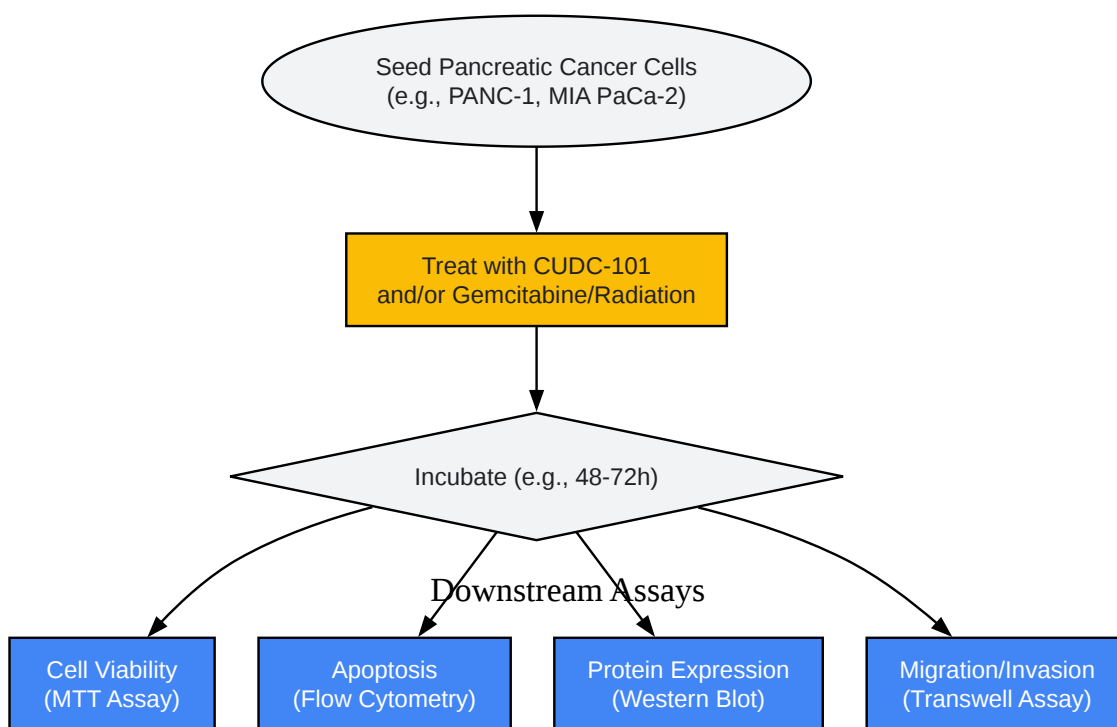 Seed Pancreatic Cancer Cells
(e.g., PANC-1, MIA PaCa-2)
Treat with CUDC-101
and/or Gemcitabine/Radiation
Incubate (e.g., 48-72h)
Downstream Assays
Cell Viability
(MTT Assay)
Apoptosis
(Flow Cytometry)
Protein Expression
(Western Blot)
Migration/Invasion
(Transwell Assay)